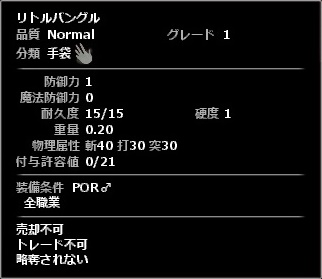 リトルバングル
品質 Normal グレード 1
分類 手袋
防御力 1
魔法防御力 0
耐久度 15/15 硬度 1
重量 0.20
物理属性 斬40 打30 突30
付与許容値 0/21
装備条件 POR♂
全職業
売却不可
トレード不可
略奪されない